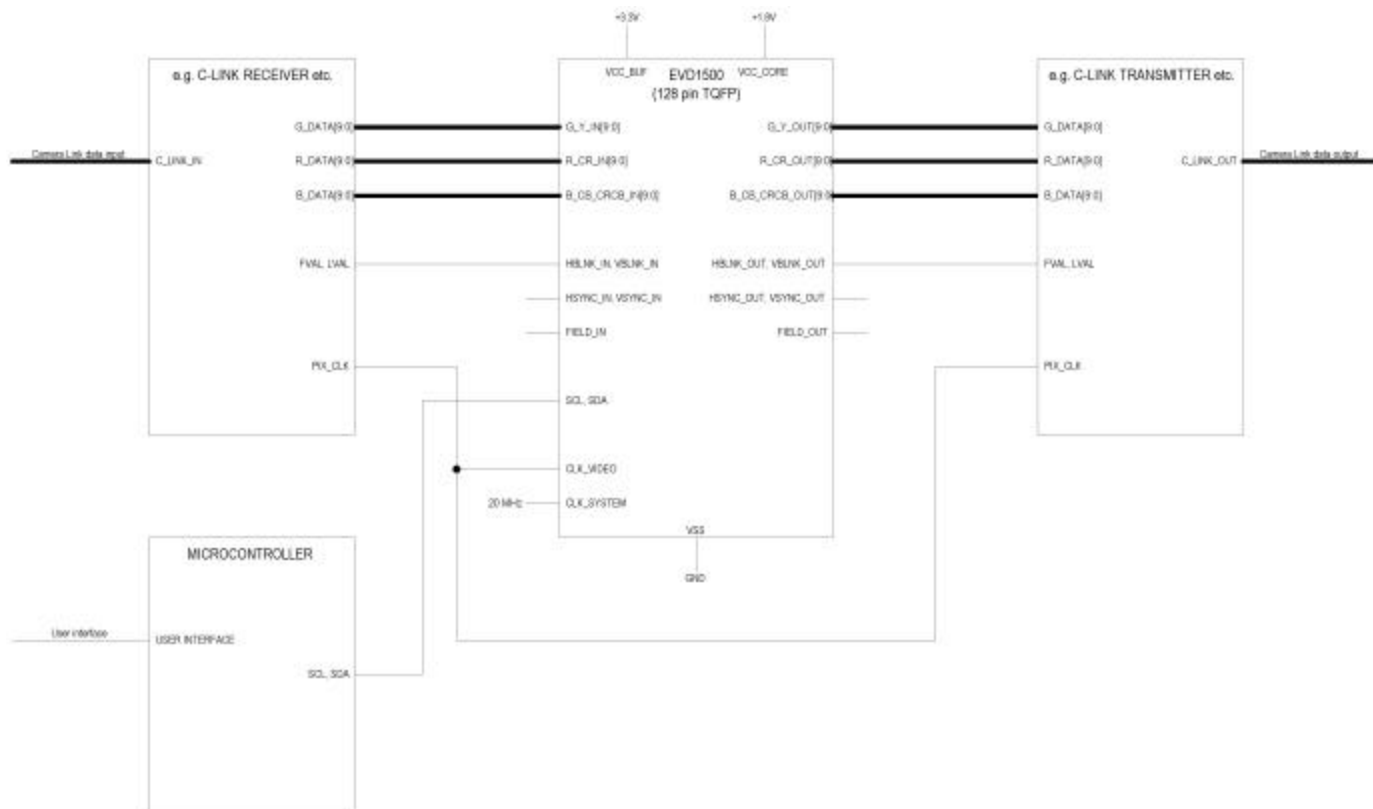 +3.3V
+1.8V
e.g. C-LINK RECEIVER etc.
VCC_BUF
EVD1500
VCC_CORE
(128 pin TQFP)
e.g. C-LINK TRANSMITTER etc.
G_DATA[9:0]
G_Y_IN[9:0]
G_Y_OUT[9:0]
G_DATA[9:0]
Camera Link data input
C_LINK_IN
R_DATA[9:0]
R_CR_IN[9:0]
R_CR_OUT[9:0]
R_DATA[9:0]
C_LINK_OUT
Camera Link data output
B_DATA[9:0]
B_CB_CRCB_IN[9:0]
B_CB_CRCB_OUT[9:0]
B_DATA[9:0]
FVAL, LVAL
HBLNK_IN, VBLNK_IN
HBLNK_OUT, VBLNK_OUT
FVAL, LVAL
HSYNC_IN, VSYNC_IN
HSYNC_OUT, VSYNC_OUT
FIELD_IN
FIELD_OUT
PIX_CLK
PIX_CLK
SCL, SDA
CLK_VIDEO
20 MHz
CLK_SYSTEM
VSS
GND
MICROCONTROLLER
User interface
USER INTERFACE
SCL, SDA